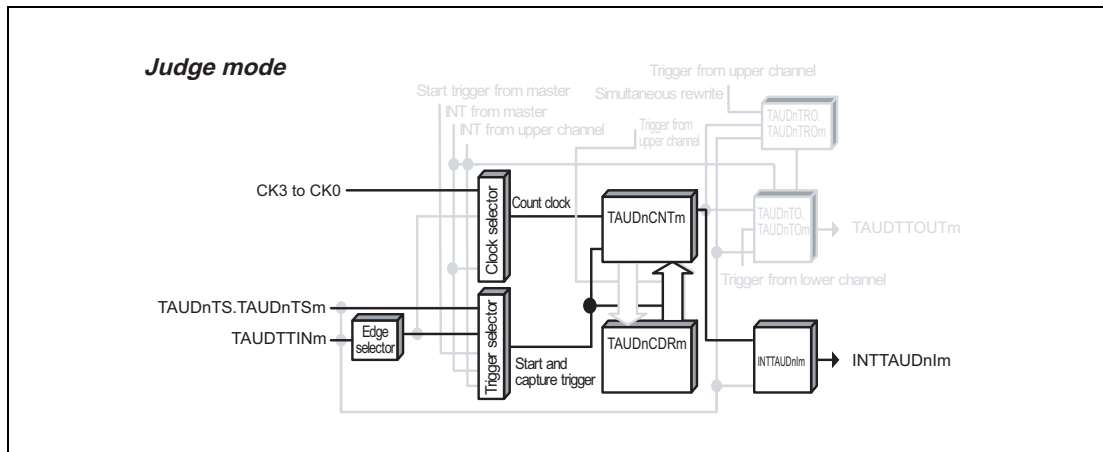 Judge mode
Trigger from upper channel
Start trigger from master
Simultaneous rewrite
INT from master
INT from upper channel
Trigger from
upper channel
TAUDnTRO.
TAUDnTROm
CK3 to CK0
Clock selector
Count clock
TAUDnCNTm
TAUDnTO.
TAUDnTOm
TAUDTTOUTm
Trigger from lower channel
TAUDnTS.TAUDnTSm
TAUDTTINm
Edge
selector
Trigger selector
Start and
capture trigger
TAUDnCDRm
INTTAUDnIm
INTTAUDnIm